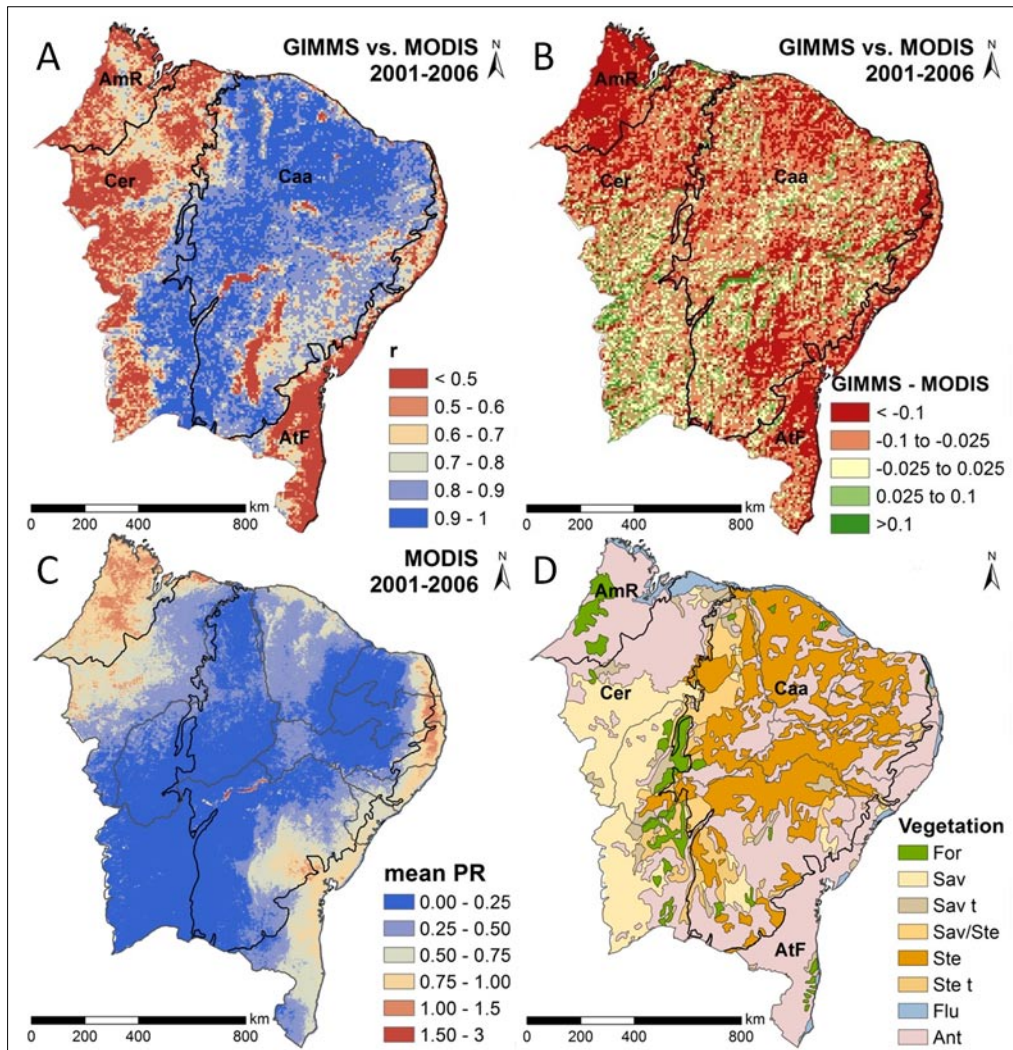 A
GIMMS vs. MODIS
2001-2006
N
AmR
Cer
Caa
AtF
r
< 0.5
0.5 - 0.6
0.6 - 0.7
0.7 - 0.8
0.8 - 0.9
0.9 - 1
km
0 200 400 800
B
GIMMS vs. MODIS
2001-2006
N
AmR
Cer
Caa
AtF
GIMMS - MODIS
< -0.1
-0.1 to -0.025
-0.025 to 0.025
0.025 to 0.1
>0.1
km
0 200 400 800
C
MODIS
2001-2006
N
mean PR
0.00 - 0.25
0.25 - 0.50
0.50 - 0.75
0.75 - 1.00
1.00 - 1.5
1.50 - 3
km
0 200 400 800
D
N
AmR
Cer
Caa
AtF
Vegetation
For
Sav
Sav t
Sav/Ste
Ste
Ste t
Flu
Ant
km
0 200 400 800